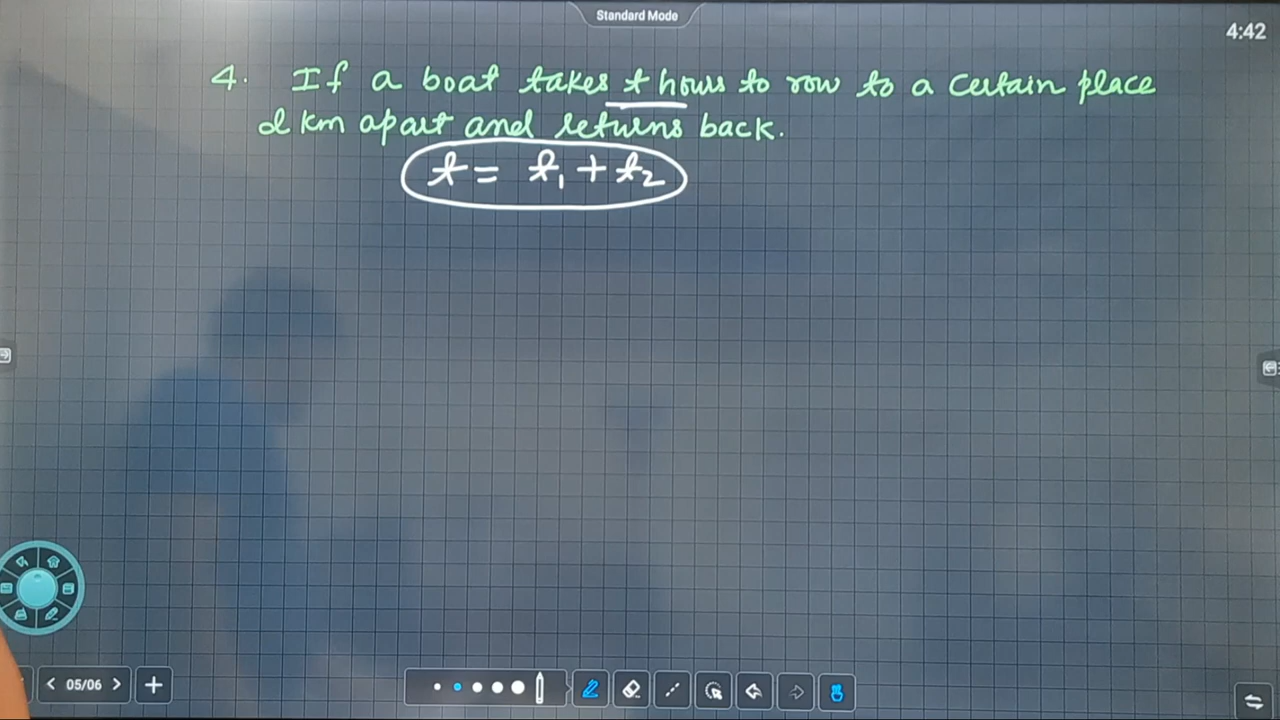 Standard Mode
4:42
4. If a boat takes t hours to row to a certain place
d km apart and returns back.
t = t₁ + t₂
05/06